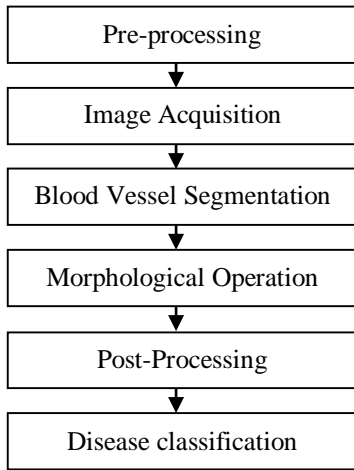 Pre-processing
Image Acquisition
Blood Vessel Segmentation
Morphological Operation
Post-Processing
Disease classification